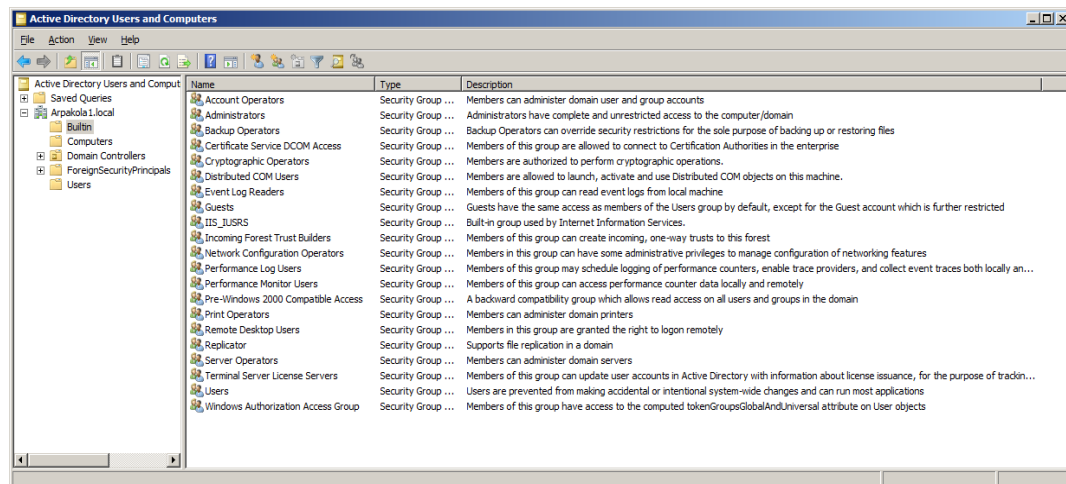 Active Directory Users and Computers
File Action View Help
Active Directory Users and Comput
Saved Queries
Arpakola1.local
Builtin
Computers
Domain Controllers
ForeignSecurityPrincipals
Users
Name Type Description
Account Operators Security Group ... Members can administer domain user and group accounts
Administrators Security Group ... Administrators have complete and unrestricted access to the computer/domain
Backup Operators Security Group ... Backup Operators can override security restrictions for the sole purpose of backing up or restoring files
Certificate Service DCOM Access Security Group ... Members of this group are allowed to connect to Certification Authorities in the enterprise
Cryptographic Operators Security Group ... Members are authorized to perform cryptographic operations.
Distributed COM Users Security Group ... Members are allowed to launch, activate and use Distributed COM objects on this machine.
Event Log Readers Security Group ... Members of this group can read event logs from local machine
Guests Security Group ... Guests have the same access as members of the Users group by default, except for the Guest account which is further restricted
IIS_IUSRS Security Group ... Built-in group used by Internet Information Services.
Incoming Forest Trust Builders Security Group ... Members of this group can create incoming, one-way trusts to this forest
Network Configuration Operators Security Group ... Members in this group can have some administrative privileges to manage configuration of networking features
Performance Log Users Security Group ... Members of this group may schedule logging of performance counters, enable trace providers, and collect event traces both locally an...
Performance Monitor Users Security Group ... Members of this group can access performance counter data locally and remotely
Pre-Windows 2000 Compatible Access Security Group ... A backward compatibility group which allows read access on all users and groups in the domain
Print Operators Security Group ... Members can administer domain printers
Remote Desktop Users Security Group ... Members in this group are granted the right to logon remotely
Replicator Security Group ... Supports file replication in a domain
Server Operators Security Group ... Members can administer domain servers
Terminal Server License Servers Security Group ... Members of this group can update user accounts in Active Directory with information about license issuance, for the purpose of trackin...
Users Security Group ... Users are prevented from making accidental or intentional system-wide changes and can run most applications
Windows Authorization Access Group Security Group ... Members of this group have access to the computed tokenGroupsGlobalAndUniversal attribute on User objects